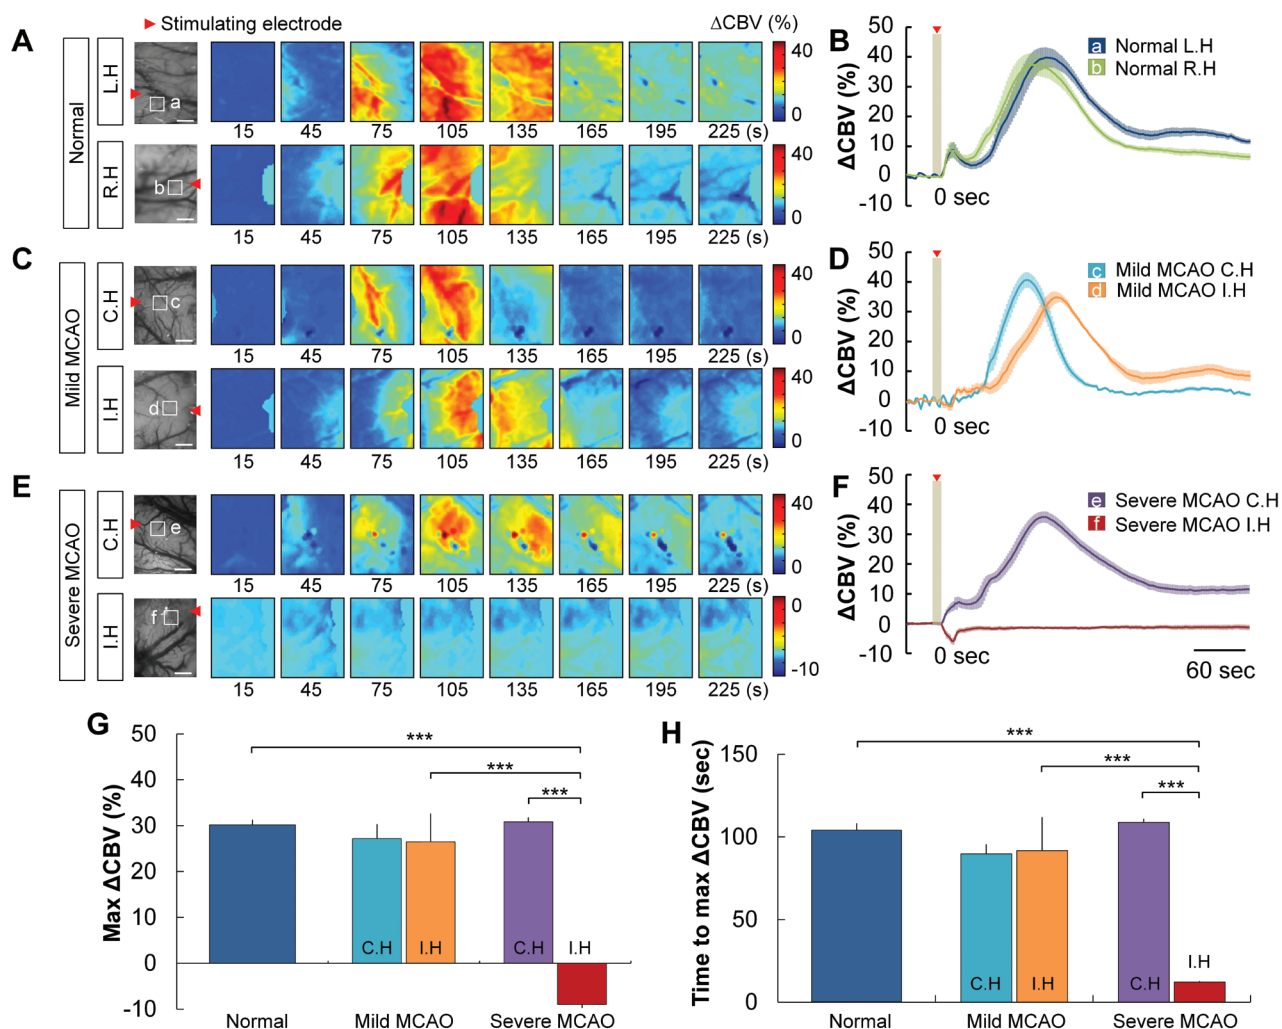 Stimulating electrode
ΔCBV (%)
A
Normal
L.H
a
40
0
15 45 75 105 135 165 195 225 (s)
R.H
b
40
0
15 45 75 105 135 165 195 225 (s)
B
ΔCBV (%)
50
40
30
20
10
0
-10
0 sec
a Normal L.H
b Normal R.H
C
Mild MCAO
C.H
c
40
0
15 45 75 105 135 165 195 225 (s)
I.H
d
40
0
15 45 75 105 135 165 195 225 (s)
D
ΔCBV (%)
50
40
30
20
10
0
-10
0 sec
c Mild MCAO C.H
d Mild MCAO I.H
E
Severe MCAO
C.H
e
40
0
15 45 75 105 135 165 195 225 (s)
I.H
f
0
-10
15 45 75 105 135 165 195 225 (s)
F
ΔCBV (%)
50
40
30
20
10
0
-10
0 sec
60 sec
e Severe MCAO C.H
f Severe MCAO I.H
G
Max ΔCBV (%)
50
40
30
20
10
0
-10
***
***
***
C.H I.H C.H I.H
Normal Mild MCAO Severe MCAO
H
Time to max ΔCBV (sec)
150
100
50
0
***
***
***
C.H I.H C.H I.H
Normal Mild MCAO Severe MCAO